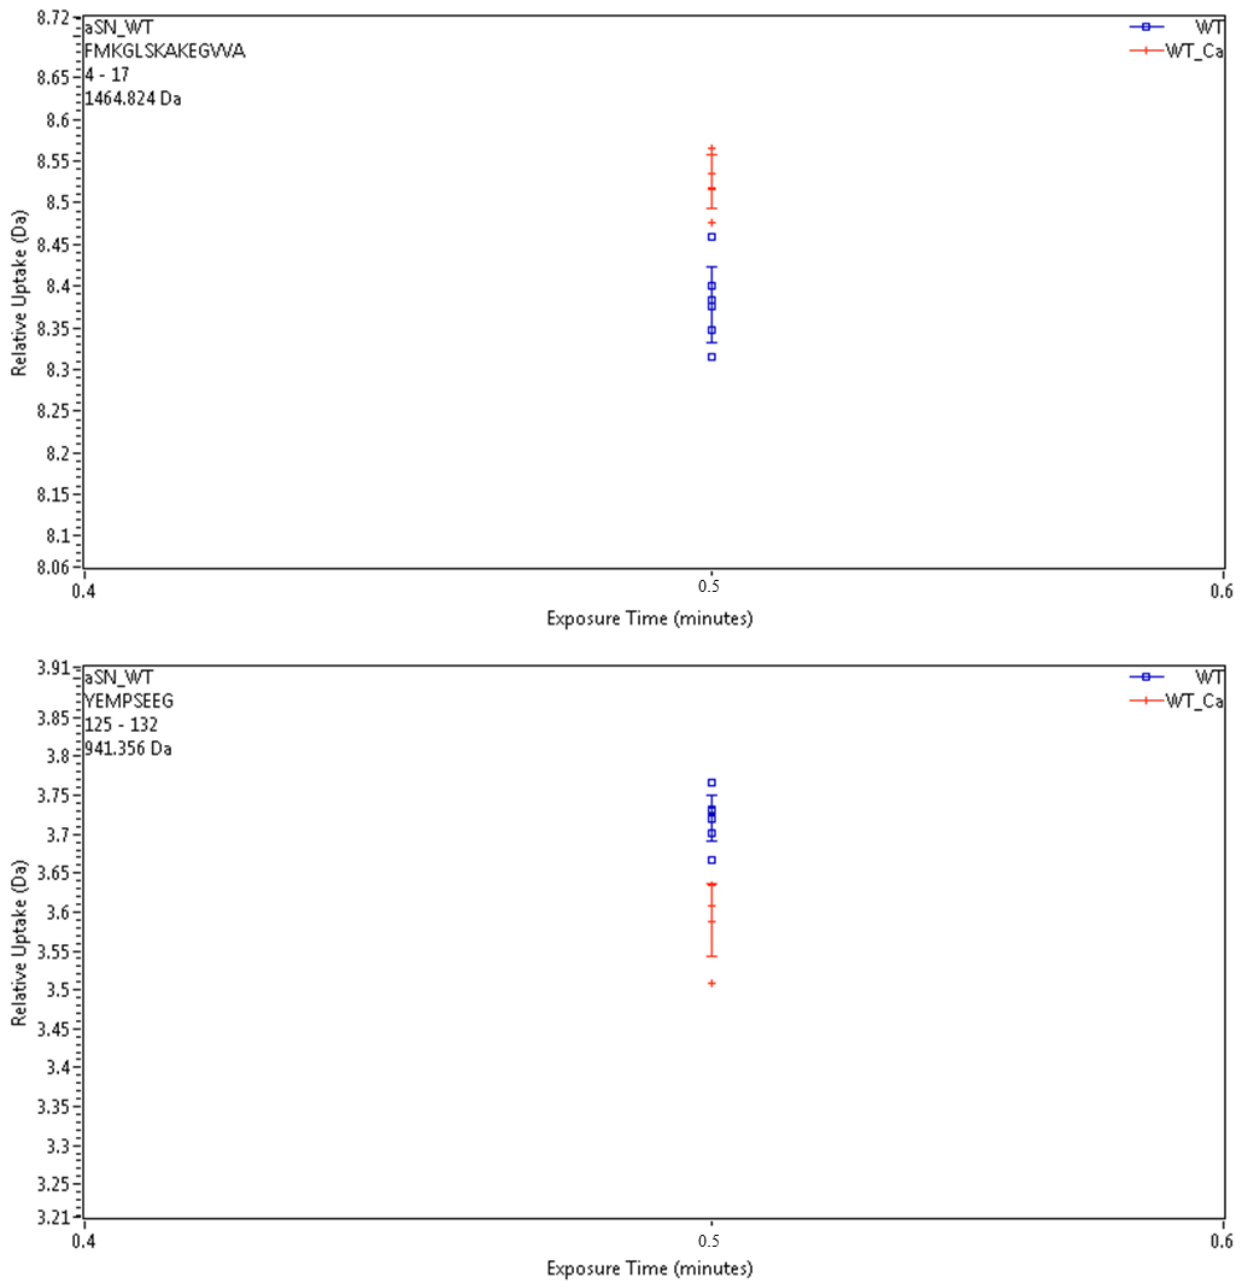 8.72
aSN_WT
WT
FMKGLSKAKEGVVA
WT_Ca
4 - 17
8.65
1464.824 Da
8.6
8.55
8.5
8.45
8.4
8.35
8.3
8.25
8.2
8.15
8.1
8.06
Relative Uptake (Da)
0.4
0.5
0.6
Exposure Time (minutes)
3.91
aSN_WT
WT
YEMPSEEG
WT_Ca
125 - 132
3.85
941.356 Da
3.8
3.75
3.7
3.65
3.6
3.55
3.5
3.45
3.4
3.35
3.3
3.25
3.21
Relative Uptake (Da)
0.4
0.5
0.6
Exposure Time (minutes)